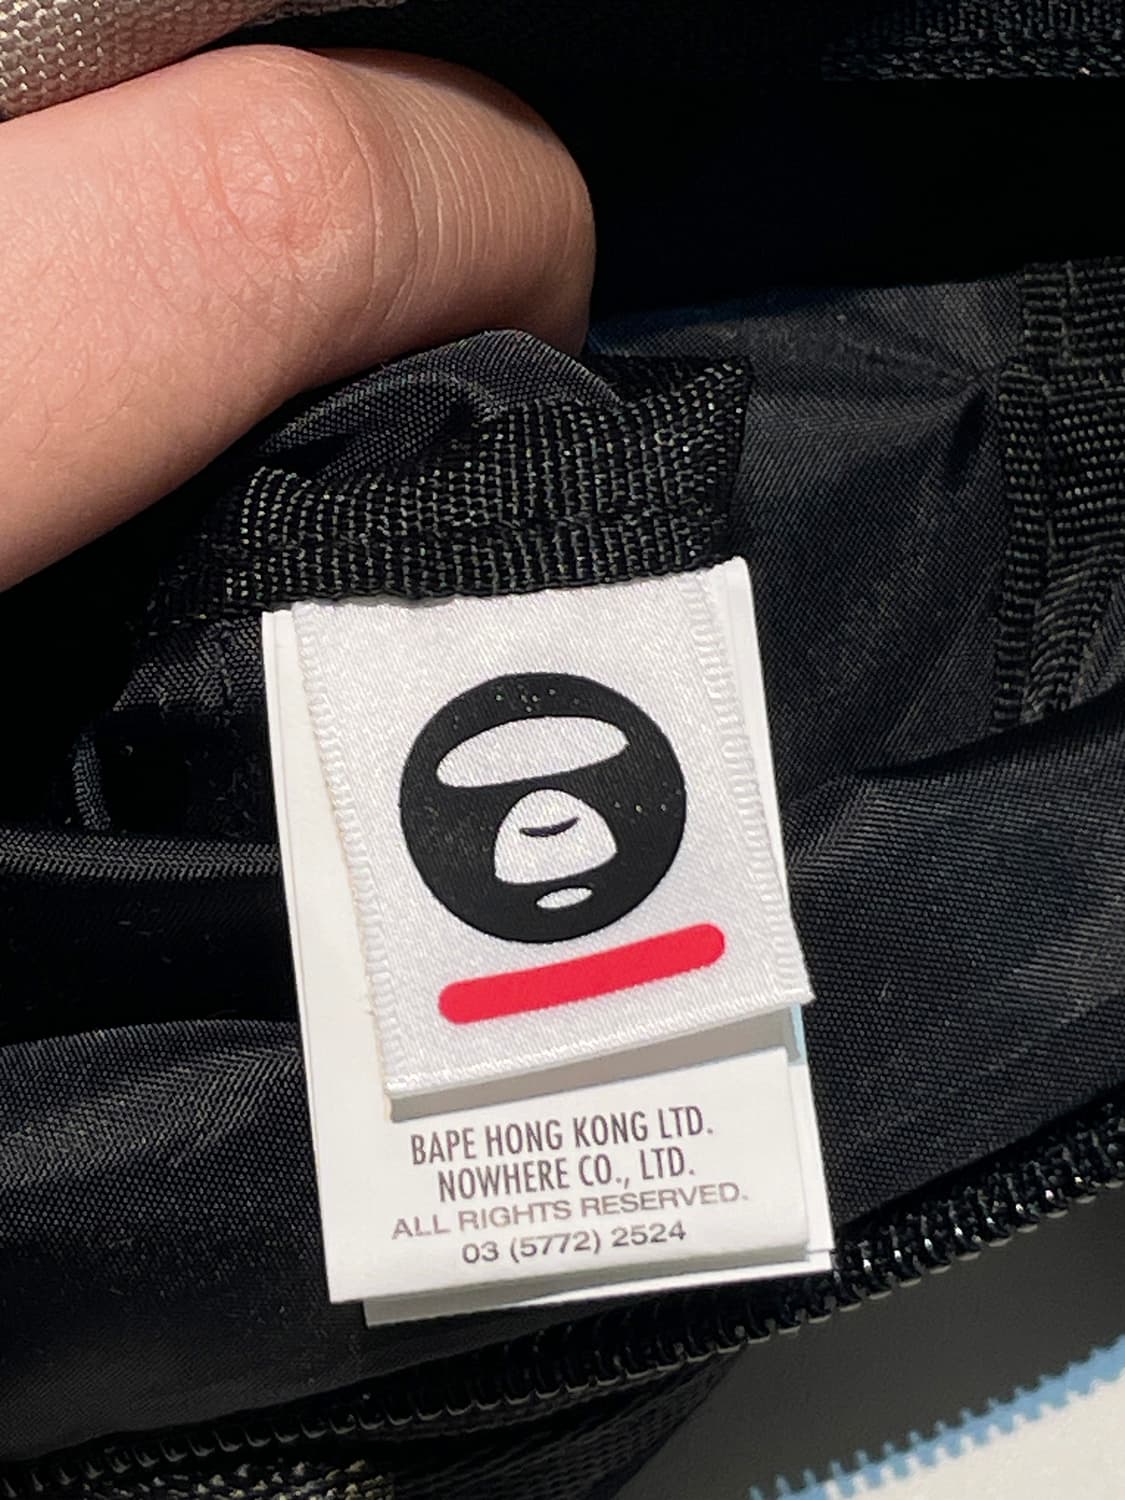 BAPE HONG KONG LTD.
NOWHERE CO., LTD.
ALL RIGHTS RESERVED.
03 (5772) 2524